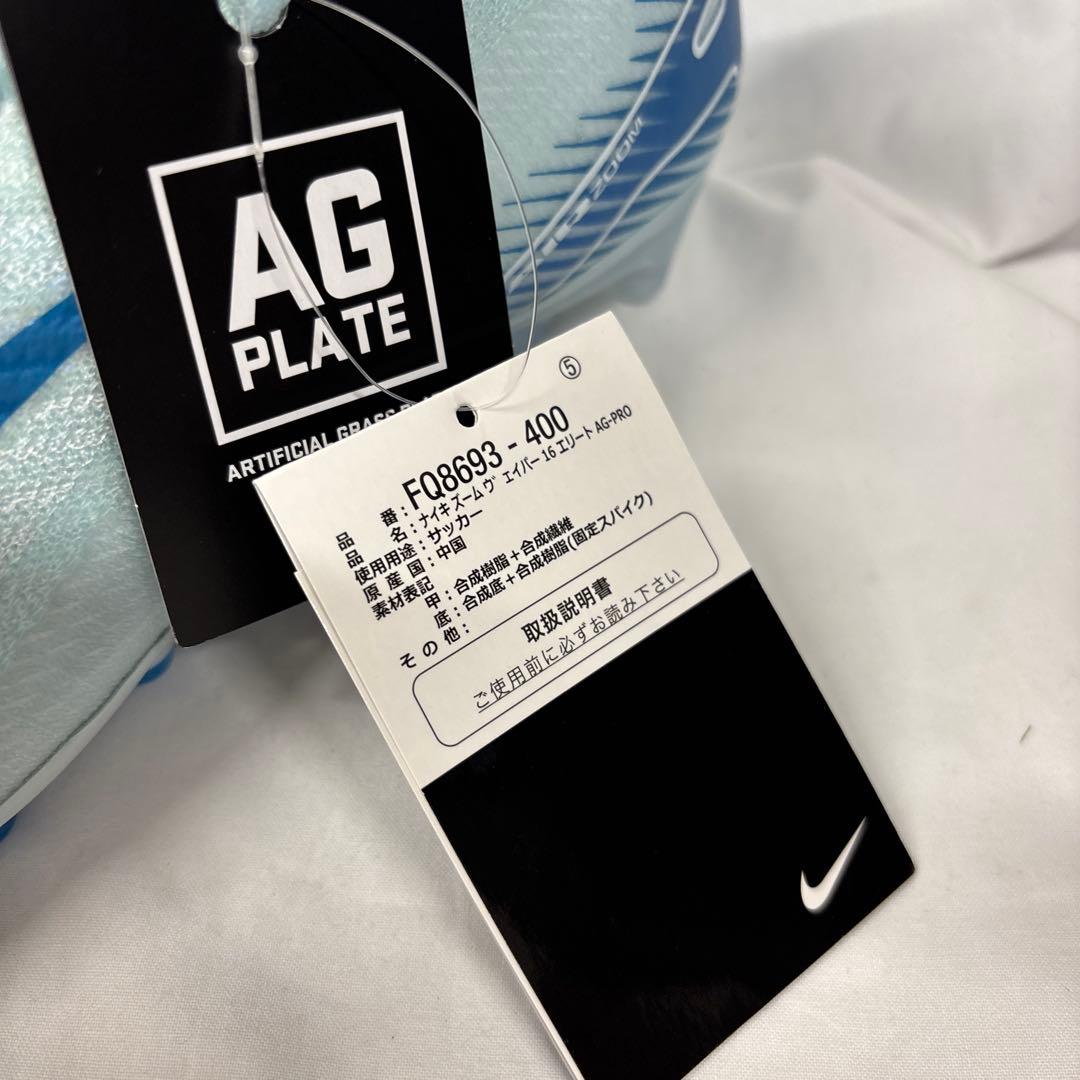 AG
PLATE
ARTIFICIAL GRASS
ZOOM
⑤
品番：FQ8693-400
品名：ナイキ ズーム ヴェイパー 16 エリート AG-PRO
使用用途：サッカー
原産国：中国
素材表記 甲：合成樹脂＋合成繊維
底：合成底＋合成樹脂(固定スパイク)
その他：
取扱説明書
ご使用前に必ずお読み下さい